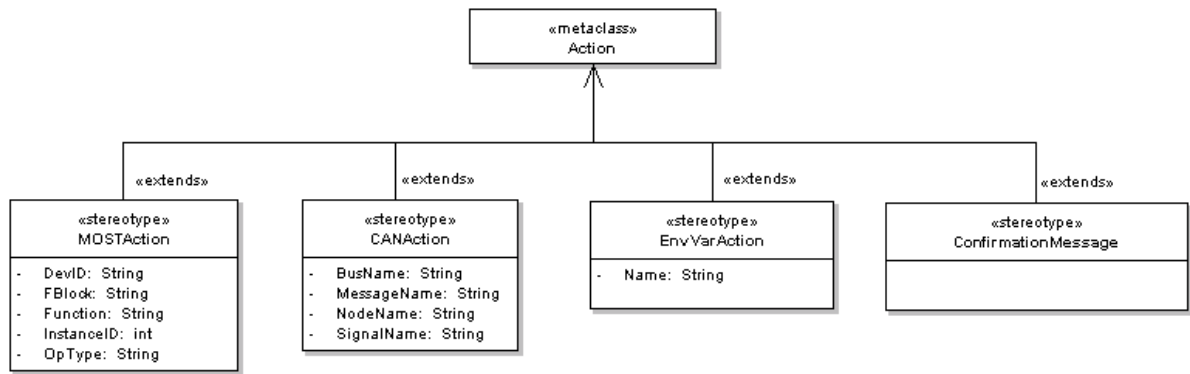 «metaclass»
Action
«extends»
«extends»
«extends»
«extends»
«stereotype»
MOSTAction
- DevID: String
- FBlock: String
- Function: String
- InstanceID: int
- OpType: String
«stereotype»
CANAction
- BusName: String
- MessageName: String
- NodeName: String
- SignalName: String
«stereotype»
EnvVarAction
- Name: String
«stereotype»
ConfirmationMessage